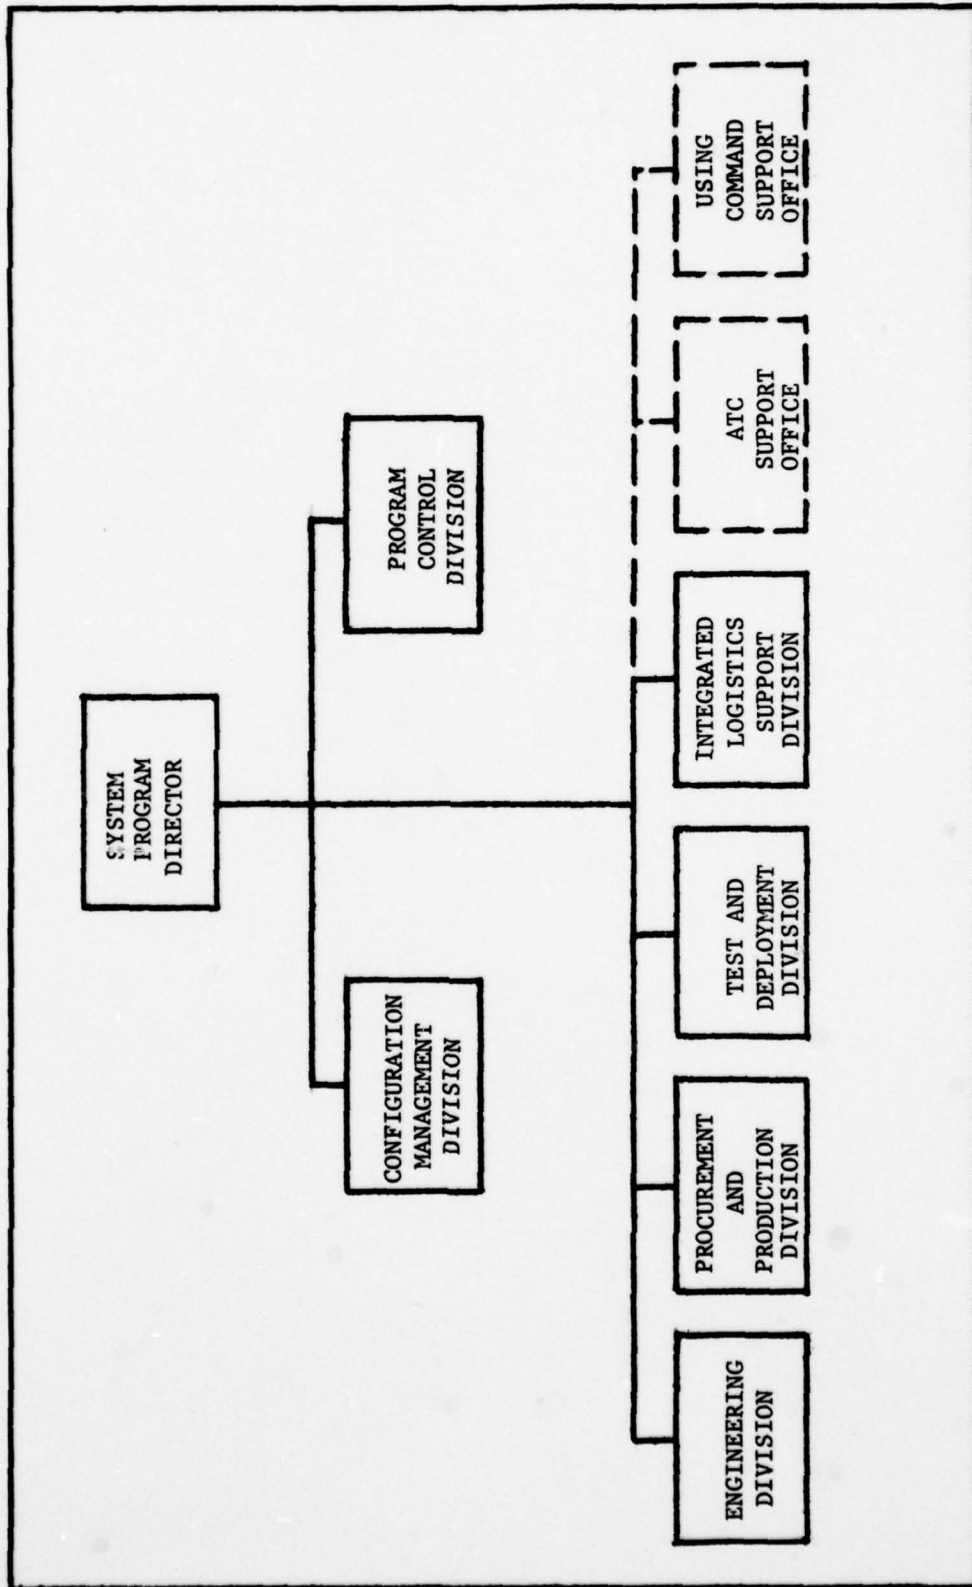 SYSTEM
PROGRAM
DIRECTOR
CONFIGURATION
MANAGEMENT
DIVISION
PROGRAM
CONTROL
DIVISION
ENGINEERING
DIVISION
PROCUREMENT
AND
PRODUCTION
DIVISION
TEST AND
DEPLOYMENT
DIVISION
INTEGRATED
LOGISTICS
SUPPORT
DIVISION
ATC
SUPPORT
OFFICE
USING
COMMAND
SUPPORT
OFFICE